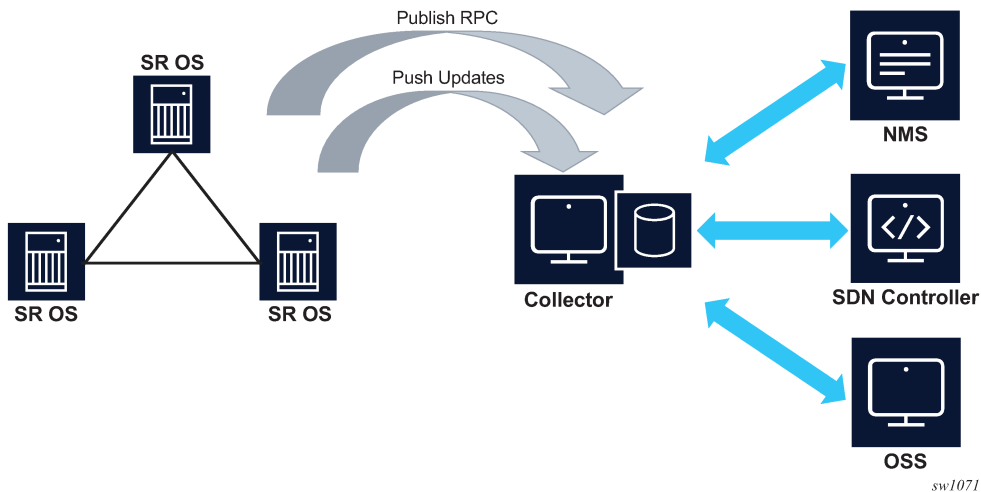 Publish RPC
Push Updates
SR OS
SR OS
SR OS
Collector
NMS
</>
SDN Controller
OSS
sw1071